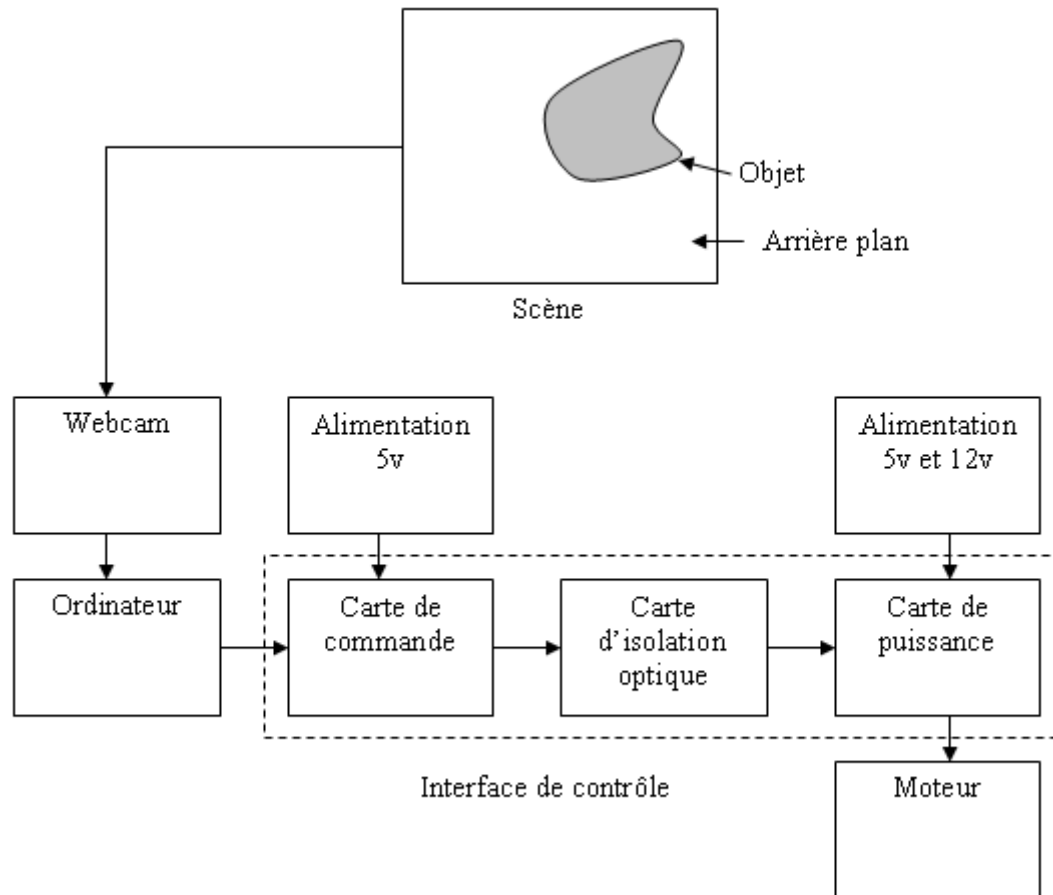 Objet
Arrière plan
Scène
Webcam
Alimentation
5v
Alimentation
5v et 12v
Ordinateur
Carte de
commande
Carte
d'isolation
optique
Carte de
puissance
Interface de contrôle
Moteur